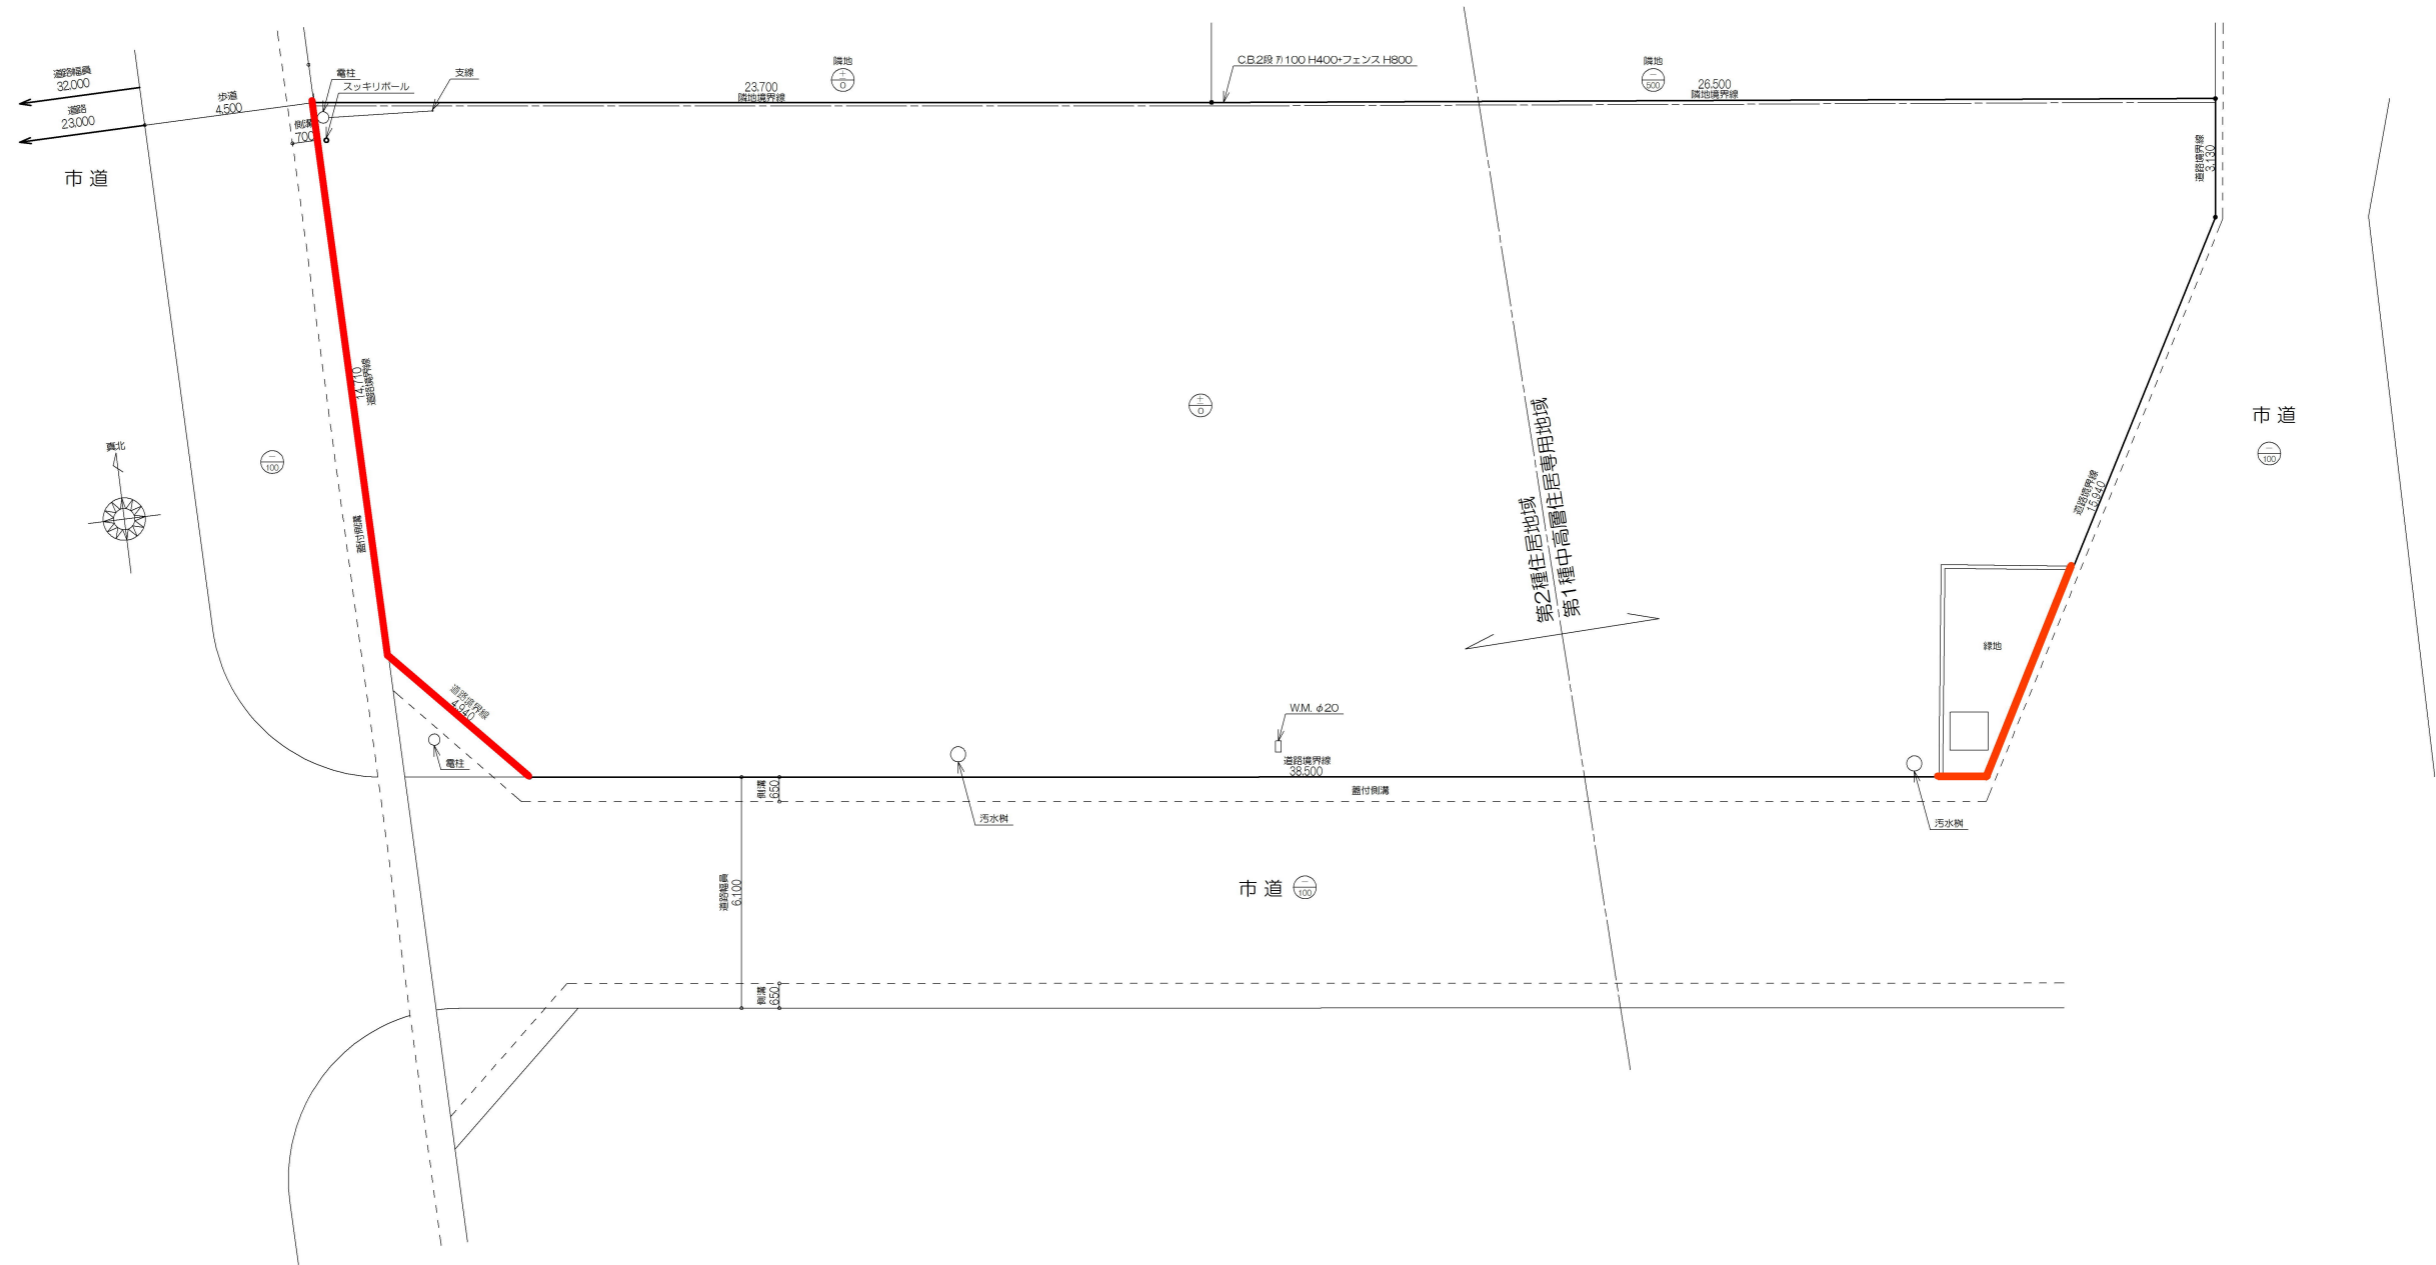 道路幅員
32.000
道路
23.000
市 道
歩道
4.500
側溝
700
電柱
スッキリポール
支線
23.700
隣地境界線
隣地
±
0
C.B.2段 ｱ100 H400+フェンス H800
隣地
−
500
26.500
隣地境界線
道路境界線
3.130
14.710
道路境界線
蓋付側溝
−
100
真北
±
0
第2種住居地域
第1種中高層住居専用地域
市 道
−
100
道路境界線
15.940
緑地
道路境界線
4.940
電柱
W.M. φ20
道路境界線
38.500
蓋付側溝
側溝
650
汚水桝
汚水桝
道路幅員
6.100
市 道
−
100
側溝
650